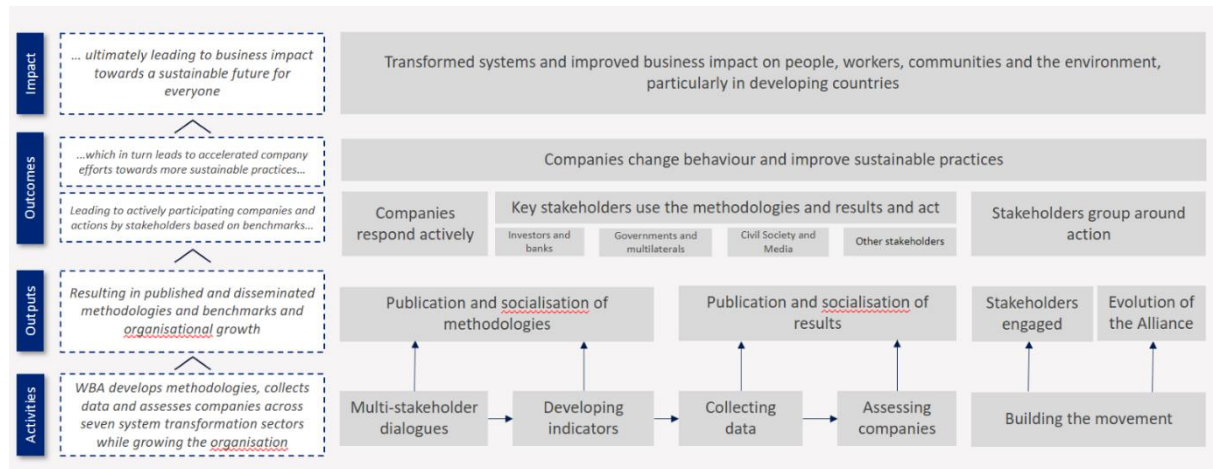 Impact
... ultimately leading to business impact
towards a sustainable future for
everyone
Transformed systems and improved business impact on people, workers, communities and the environment,
particularly in developing countries
Outcomes
...which in turn leads to accelerated company
efforts towards more sustainable practices...
Companies change behaviour and improve sustainable practices
Leading to actively participating companies and
actions by stakeholders based on benchmarks...
Companies
respond actively
Key stakeholders use the methodologies and results and act
Investors and
banks
Governments and
multilaterals
Civil Society and
Media
Other stakeholders
Stakeholders group around
action
Outputs
Resulting in published and disseminated
methodologies and benchmarks and
organisational growth
Publication and socialisation of
methodologies
Publication and socialisation of
results
Stakeholders
engaged
Evolution of
the Alliance
Activities
WBA develops methodologies, collects
data and assesses companies across
seven system transformation sectors
while growing the organisation
Multi-stakeholder
dialogues
Developing
indicators
Collecting
data
Assessing
companies
Building the movement